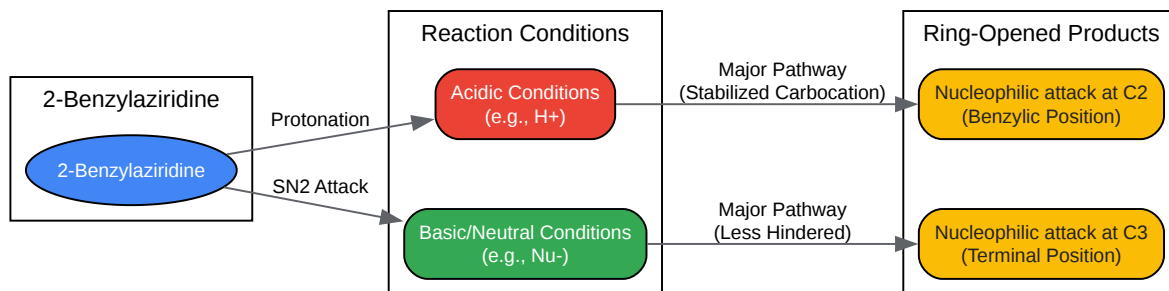 2-Benzylaziridine
2-Benzylaziridine
Protonation
SN2 Attack
Reaction Conditions
Acidic Conditions
(e.g., H+)
Basic/Neutral Conditions
(e.g., Nu-)
Major Pathway
(Stabilized Carbocation)
Major Pathway
(Less Hindered)
Ring-Opened Products
Nucleophilic attack at C2
(Benzylic Position)
Nucleophilic attack at C3
(Terminal Position)